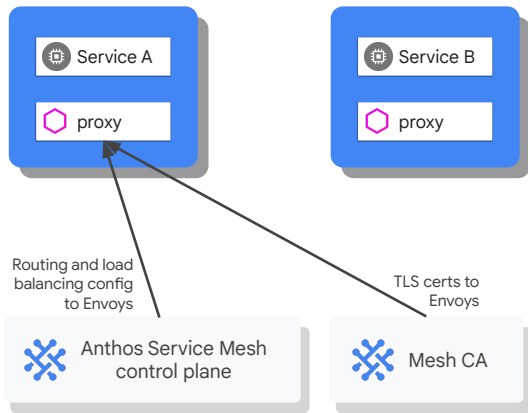 Service A
Service B
proxy
proxy
Routing and load
balancing config
to Envoys
TLS certs to
Envoys
Anthos Service Mesh
control plane
Mesh CA